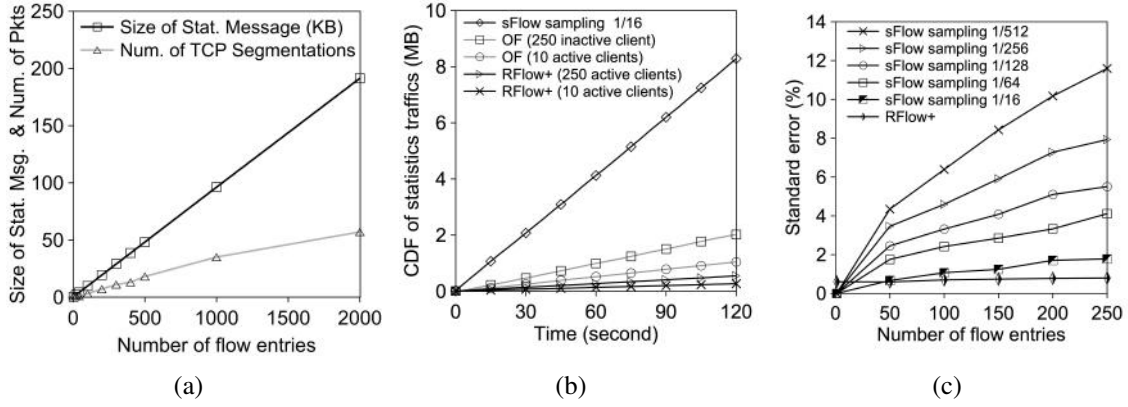 Size of Stat. Msg. & Num. of Pkts
250
200
150
100
50
0
Size of Stat. Message (KB)
Num. of TCP Segmentations
0
500
1000
1500
2000
Number of flow entries
(a)
CDF of statistics traffics (MB)
10
8
6
4
2
0
sFlow sampling 1/16
OF (250 inactive client)
OF (10 active clients)
RFlow+ (250 active clients)
RFlow+ (10 active clients)
0
30
60
90
120
Time (second)
(b)
Standard error (%)
14
12
10
8
6
4
2
0
sFlow sampling 1/512
sFlow sampling 1/256
sFlow sampling 1/128
sFlow sampling 1/64
sFlow sampling 1/16
RFlow+
0
50
100
150
200
250
Number of flow entries
(c)